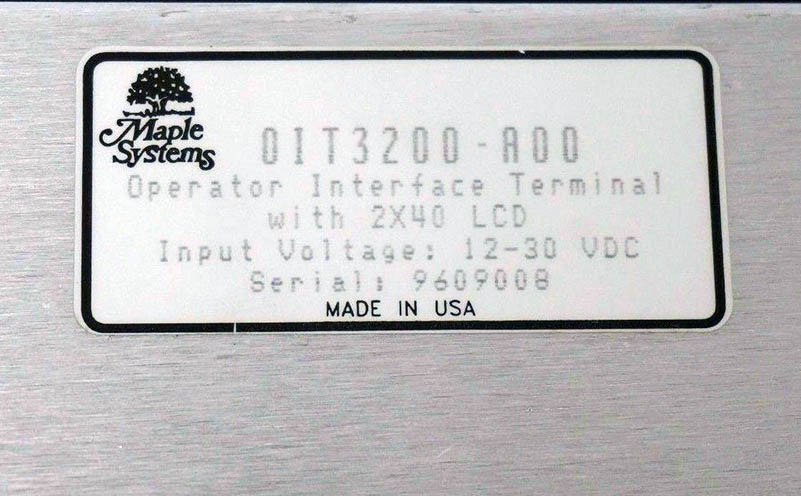 Maple
Systems
OIT3200-A00
Operator Interface Terminal
with 2X40 LCD
Input Voltage: 12-30 VDC
Serial: 9609008
MADE IN USA